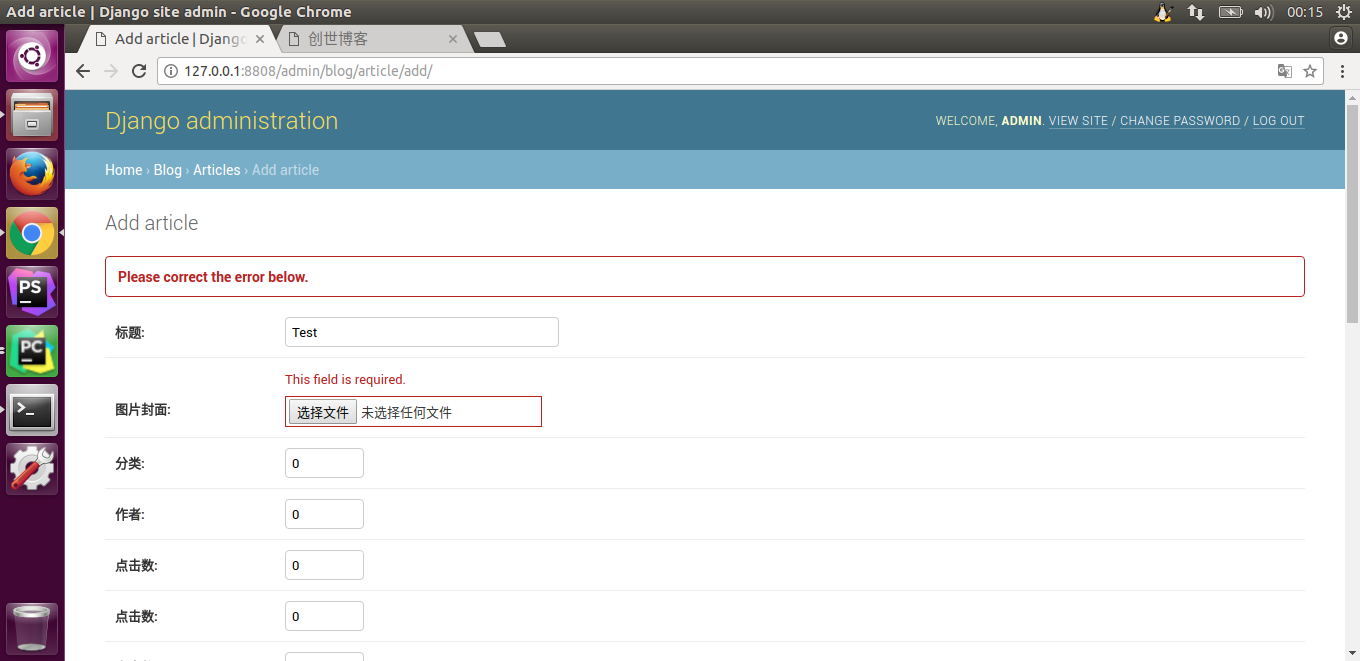 Add article | Django site admin - Google Chrome
00:15
Add article | Djang
创世博客
127.0.0.1:8808/admin/blog/article/add/
Django administration
WELCOME, ADMIN. VIEW SITE / CHANGE PASSWORD / LOG OUT
Home › Blog › Articles › Add article
Add article
Please correct the error below.
标题: Test
This field is required.
图片封面: 选择文件 未选择任何文件
分类: 0
作者: 0
点击数: 0
点击数: 0
PS
PC